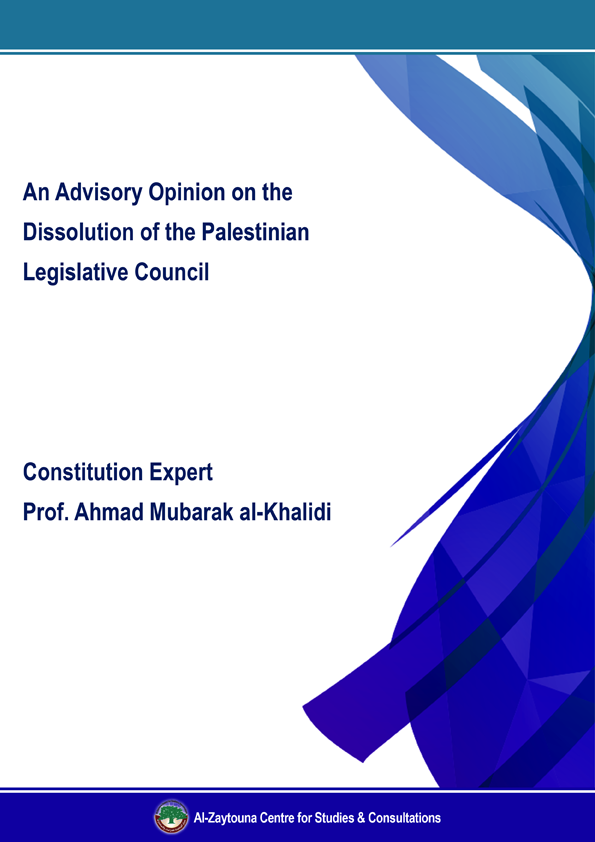 An Advisory Opinion on the
Dissolution of the Palestinian
Legislative Council
Constitution Expert
Prof. Ahmad Mubarak al-Khalidi
Al-Zaytouna Centre for Studies & Consultations